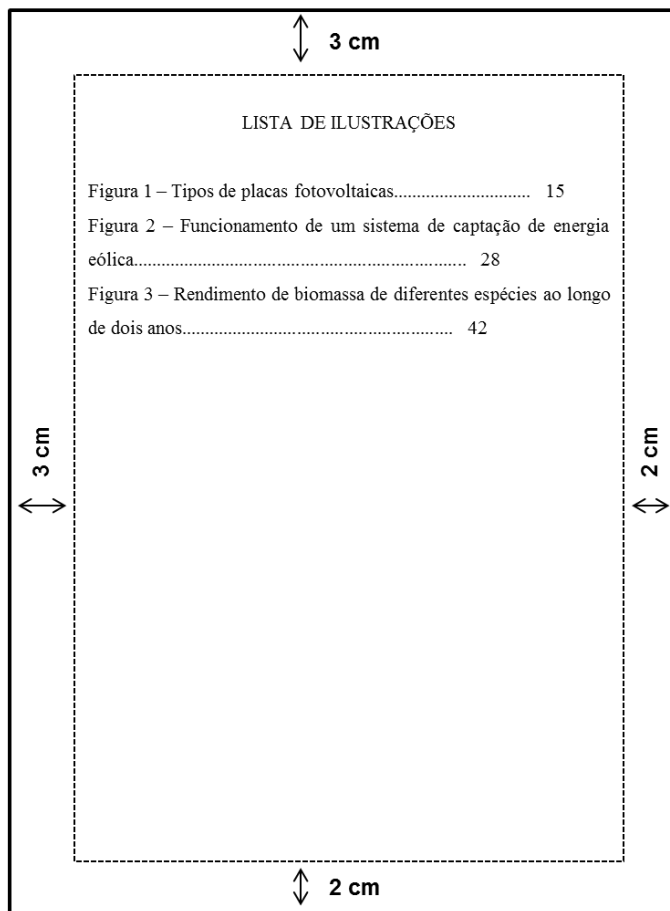 3 cm
LISTA DE ILUSTRAÇÕES
Figura 1 – Tipos de placas fotovoltaicas.............................. 15
Figura 2 – Funcionamento de um sistema de captação de energia
eólica......................................................................... 28
Figura 3 – Rendimento de biomassa de diferentes espécies ao longo
de dois anos........................................................... 42
3 cm
2 cm
2 cm